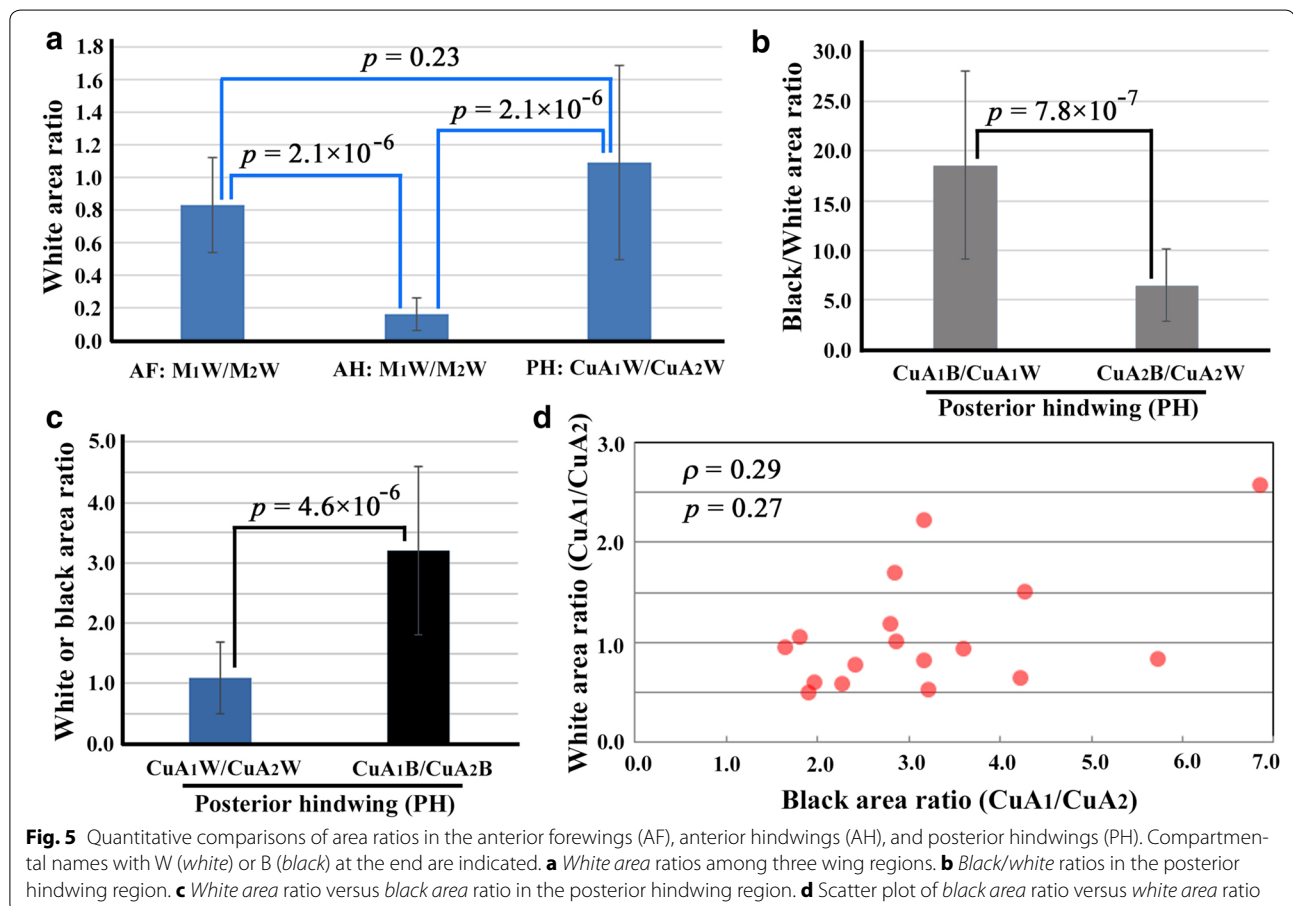 a
1.8
1.6
1.4
1.2
1.0
0.8
0.6
0.4
0.2
0.0
White area ratio
p = 0.23
p = 2.1×10⁻⁶
p = 2.1×10⁻⁶
AF: M1W/M2W
AH: M1W/M2W
PH: CuA1W/CuA2W
b
30.0
25.0
20.0
15.0
10.0
5.0
0.0
Black/White area ratio
p = 7.8×10⁻⁷
CuA1B/CuA1W
CuA2B/CuA2W
Posterior hindwing (PH)
c
5.0
4.0
3.0
2.0
1.0
0.0
White or black area ratio
p = 4.6×10⁻⁶
CuA1W/CuA2W
CuA1B/CuA2B
Posterior hindwing (PH)
d
3.0
2.0
1.0
0.0
White area ratio (CuA1/CuA2)
ρ = 0.29
p = 0.27
0.0 1.0 2.0 3.0 4.0 5.0 6.0 7.0
Black area ratio (CuA1/CuA2)
Fig. 5 Quantitative comparisons of area ratios in the anterior forewings (AF), anterior hindwings (AH), and posterior hindwings (PH). Compartmen-
tal names with W (white) or B (black) at the end are indicated. a White area ratios among three wing regions. b Black/white ratios in the posterior
hindwing region. c White area ratio versus black area ratio in the posterior hindwing region. d Scatter plot of black area ratio versus white area ratio